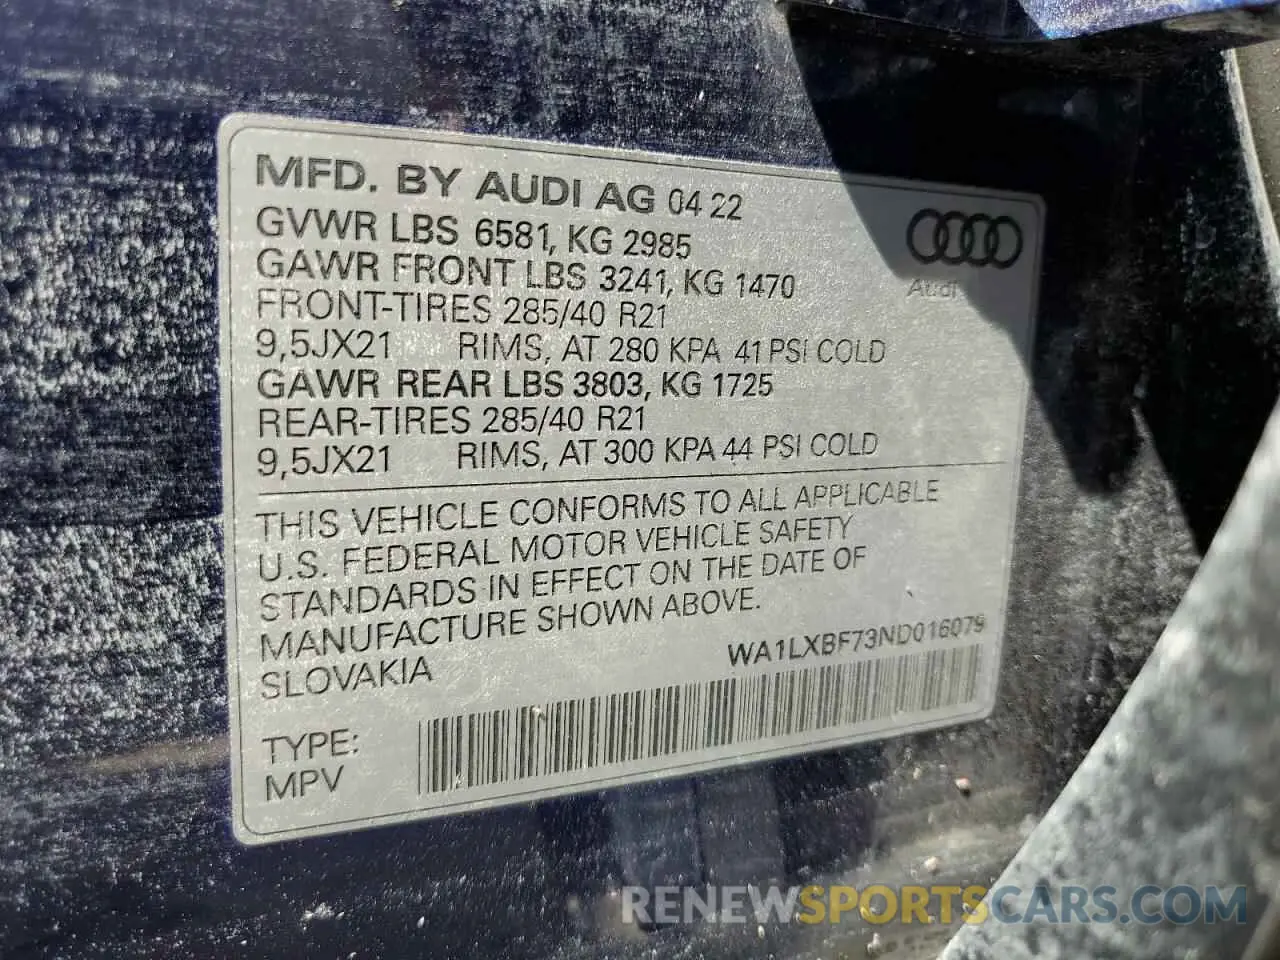 MFD. BY AUDI AG 04 22
GVWR LBS 6581, KG 2985
GAWR FRONT LBS 3241, KG 1470
FRONT-TIRES 285/40 R21
9,5JX21 RIMS, AT 280 KPA 41 PSI COLD
GAWR REAR LBS 3803, KG 1725
REAR-TIRES 285/40 R21
9,5JX21 RIMS, AT 300 KPA 44 PSI COLD
Audi
THIS VEHICLE CONFORMS TO ALL APPLICABLE
U.S. FEDERAL MOTOR VEHICLE SAFETY
STANDARDS IN EFFECT ON THE DATE OF
MANUFACTURE SHOWN ABOVE.
SLOVAKIA
WA1LXBF73ND016079
TYPE:
MPV
RENEWSPORTSCARS.COM